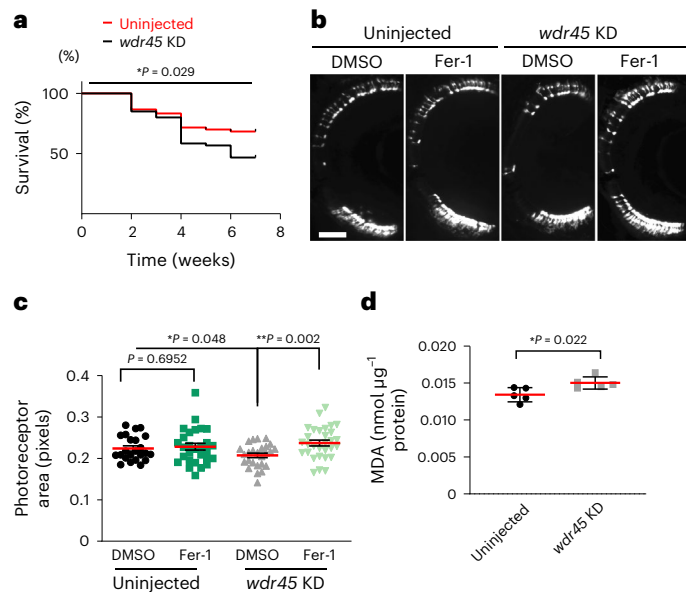 a
Uninjected
wdr45 KD
(%)
*P = 0.029
100
50
Survival (%)
0 2 4 6 8
Time (weeks)
b
Uninjected wdr45 KD
DMSO Fer-1 DMSO Fer-1
c
*P = 0.048 **P = 0.002
P = 0.6952
0.4
0.3
0.2
0.1
0
Photoreceptor
area (pixels)
DMSO Fer-1 DMSO Fer-1
Uninjected wdr45 KD
d
*P = 0.022
0.020
0.015
0.010
0.005
0
MDA (nmol µg⁻¹
protein)
Uninjected
wdr45 KD